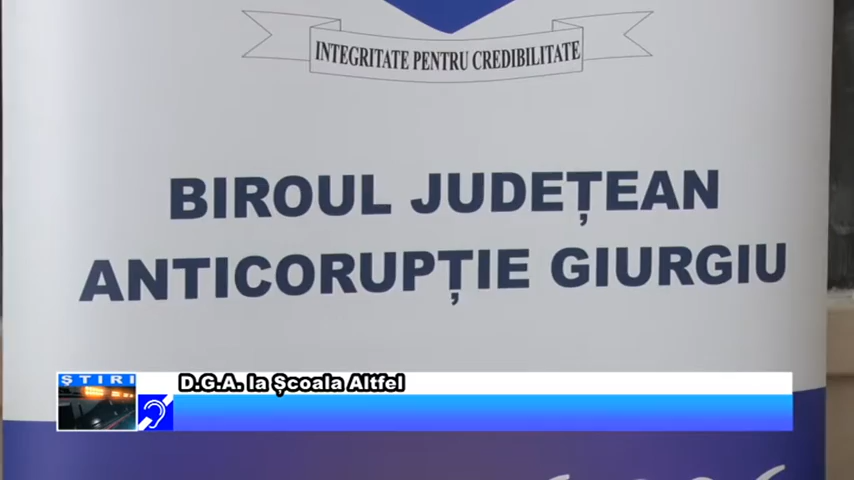 INTEGRITATE PENTRU CREDIBILITATE
BIROUL JUDEȚEAN
ANTICORUPȚIE GIURGIU
ȘTIRI
D.G.A. la Școala Altfel